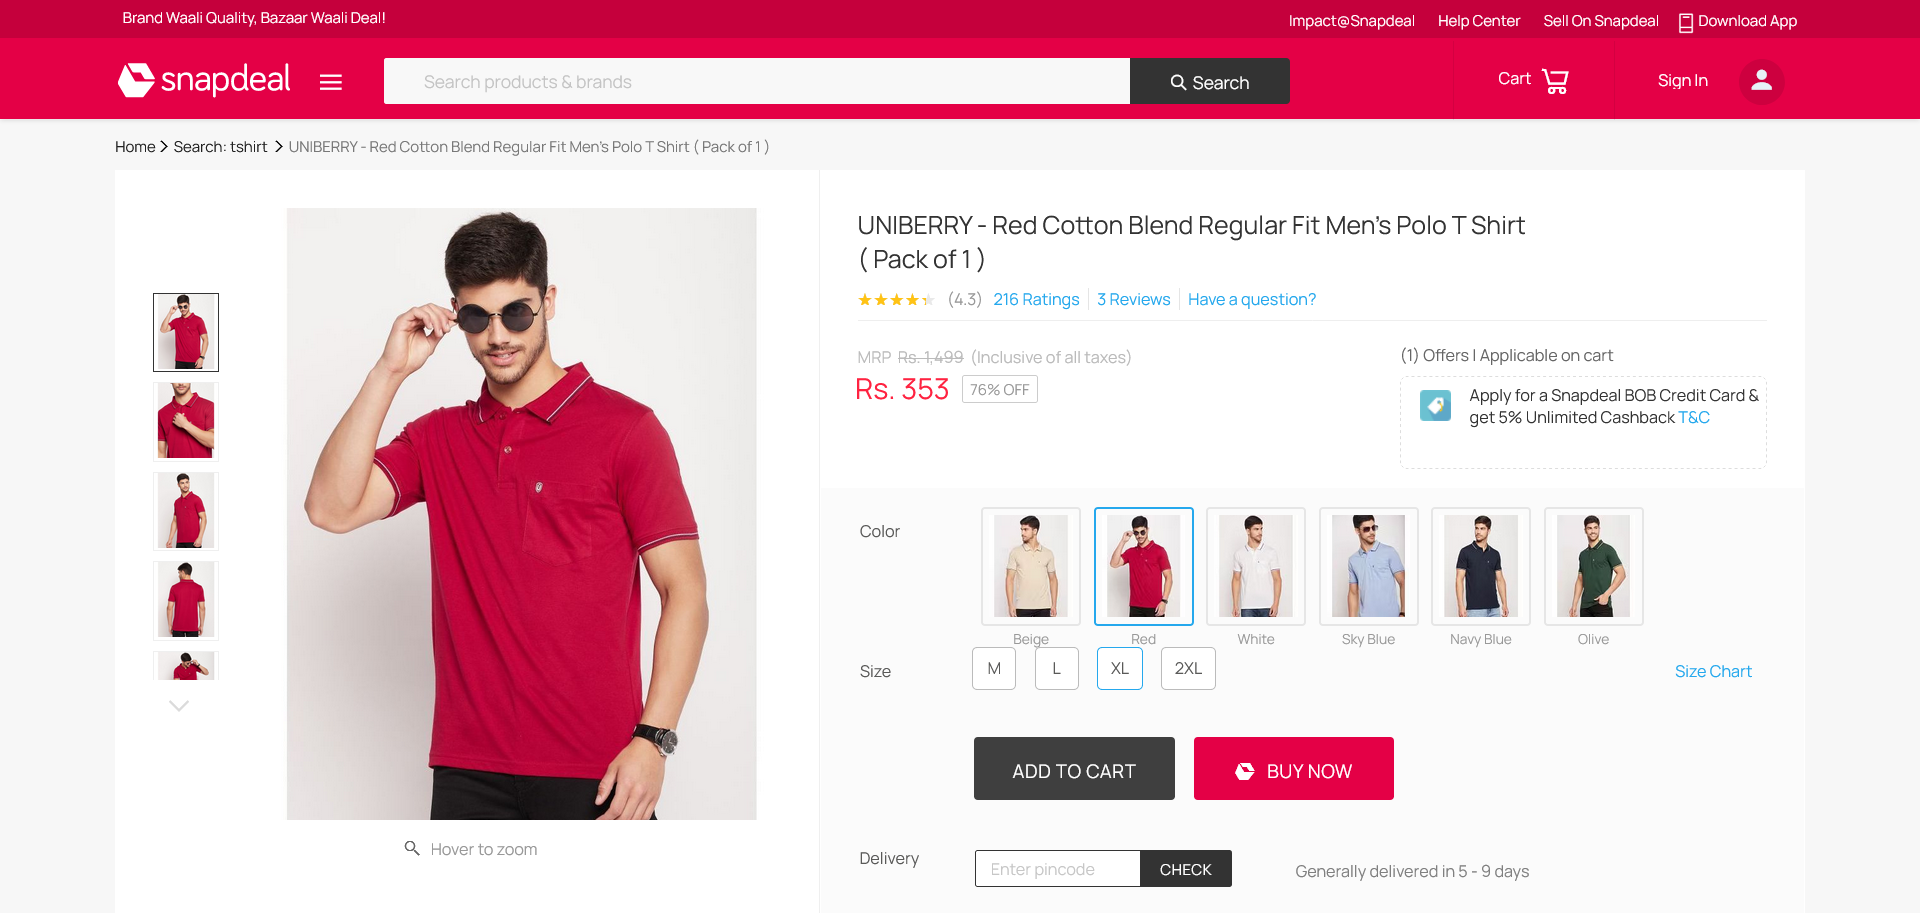 Brand Waali Quality, Bazaar Waali Deal!
Impact@Snapdeal Help Center Sell On Snapdeal Download App
snapdeal Search products & brands Search Cart Sign In
Home Search: tshirt UNIBERRY - Red Cotton Blend Regular Fit Men's Polo T Shirt ( Pack of 1 )
UNIBERRY - Red Cotton Blend Regular Fit Men's Polo T Shirt
( Pack of 1 )
(4.3) 216 Ratings 3 Reviews Have a question?
MRP Rs. 1,499 (Inclusive of all taxes)
Rs. 353 76% OFF
(1) Offers | Applicable on cart
Apply for a Snapdeal BOB Credit Card &
get 5% Unlimited Cashback T&C
Color
Beige Red White Sky Blue Navy Blue Olive
Size M L XL 2XL Size Chart
ADD TO CART BUY NOW
Hover to zoom
Delivery Enter pincode CHECK Generally delivered in 5 - 9 days